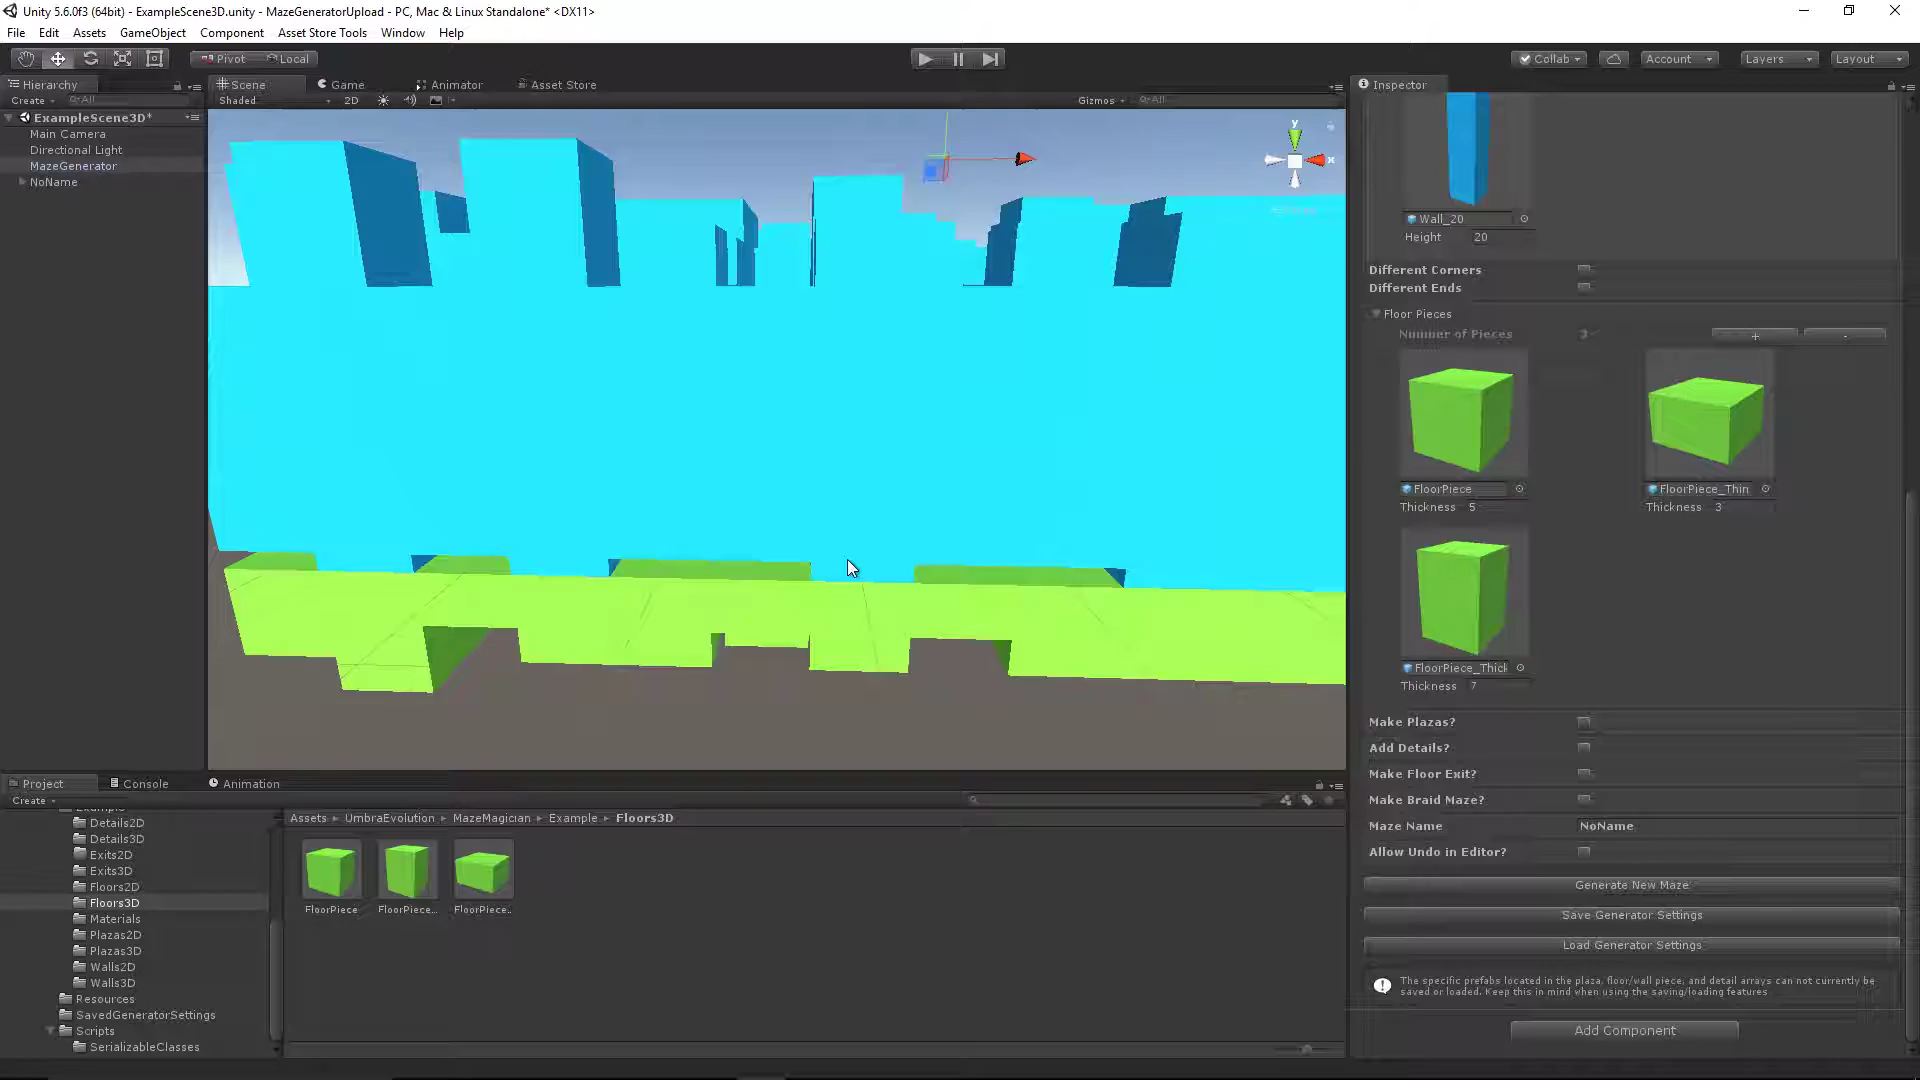 Unity 5.6.0f3 (64bit) - ExampleScene3D.unity - MazeGeneratorUpload - PC, Mac & Linux Standalone* <DX11>
File Edit Assets GameObject Component Asset Store Tools Window Help
Pivot Local Collab Account Layers Layout
Hierarchy
Create All
ExampleScene3D*
Main Camera
Directional Light
MazeGenerator
NoName
Scene Game Animator Asset Store
Shaded 2D Gizmos All
y
x
Inspector
Wall_20
Height 20
Different Corners
Different Ends
Floor Pieces
Number of Pieces 3 + -
FloorPiece FloorPiece_Thin
Thickness 5 Thickness 3
FloorPiece_Thick
Thickness 7
Make Plazas?
Add Details?
Make Floor Exit?
Make Braid Maze?
Maze Name NoName
Allow Undo in Editor?
Generate New Maze
Save Generator Settings
Load Generator Settings
The specific prefabs located in the plaza, floor/wall piece, and detail arrays can not currently be
saved or loaded. Keep this in mind when using the saving/loading features
Add Component
Project Console Animation
Create
Example
Details2D
Details3D
Exits2D
Exits3D
Floors2D
Floors3D
Materials
Plazas2D
Plazas3D
Walls2D
Walls3D
Resources
SavedGeneratorSettings
Scripts
SerializableClasses
Assets UmbraEvolution MazeMagician Example Floors3D
FloorPiece FloorPiece... FloorPiece..